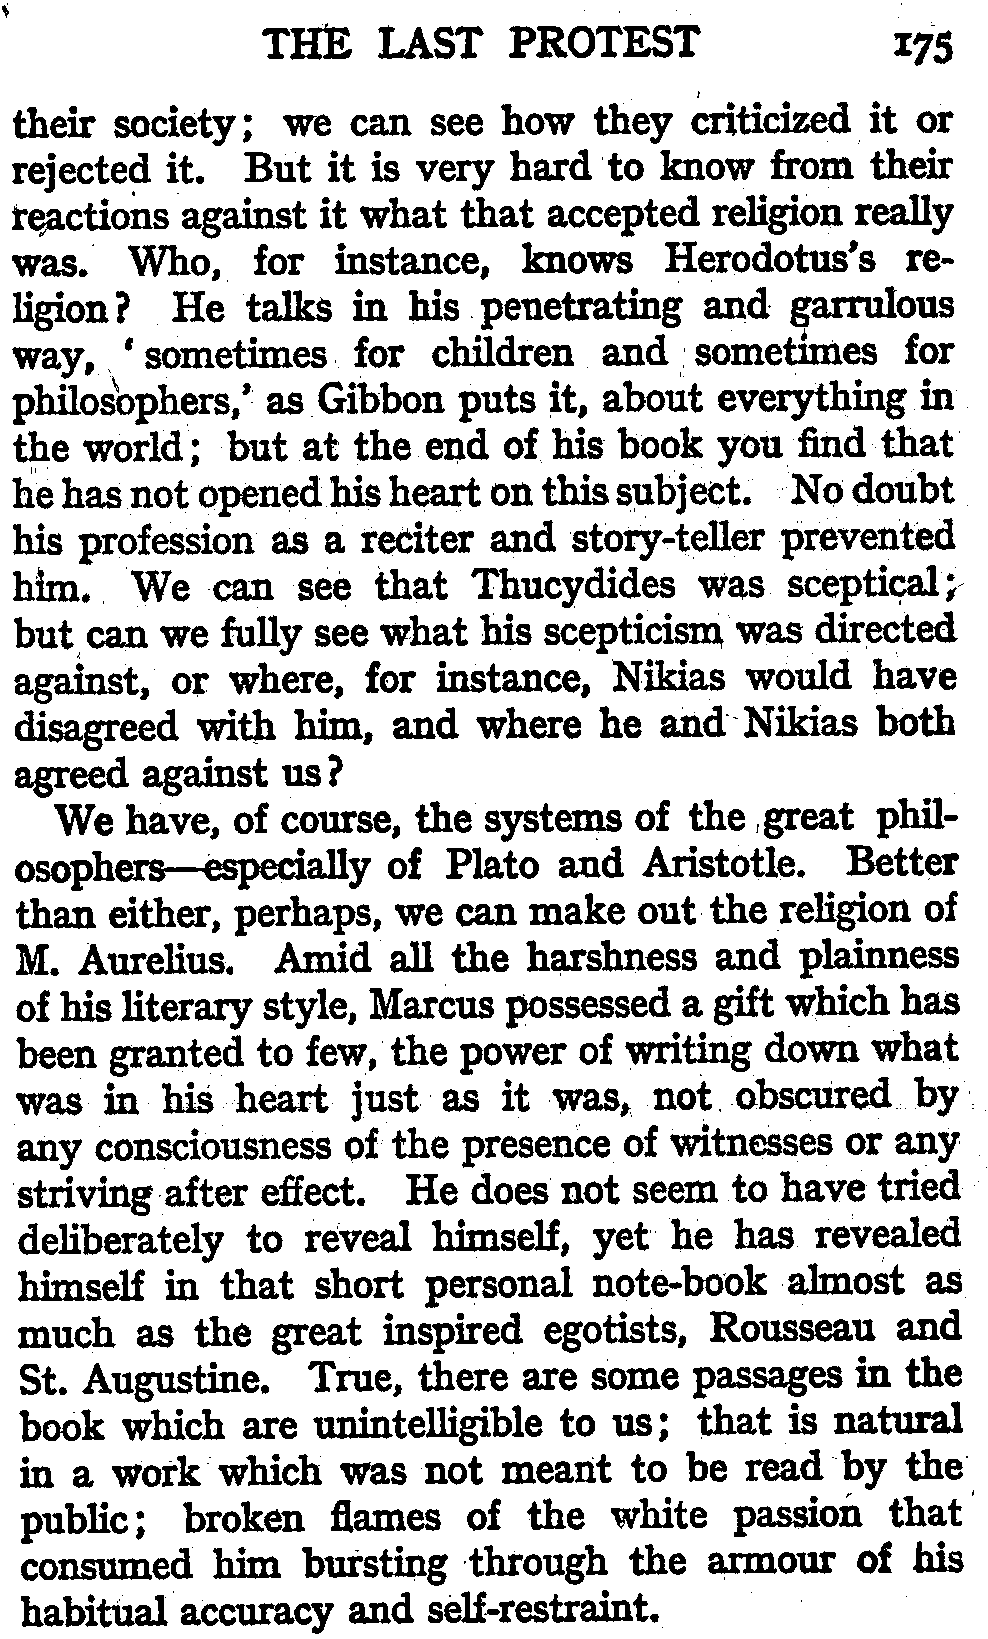 THE LAST PROTEST 175
their society; we can see how they criticized it or
rejected it. But it is very hard to know from their
reactions against it what that accepted religion really
was. Who, for instance, knows Herodotus's re-
ligion? He talks in his penetrating and garrulous
way, ‘sometimes for children and sometimes for
philosophers,’ as Gibbon puts it, about everything in
the world; but at the end of his book you find that
he has not opened his heart on this subject. No doubt
his profession as a reciter and story-teller prevented
him. We can see that Thucydides was sceptical;
but can we fully see what his scepticism was directed
against, or where, for instance, Nikias would have
disagreed with him, and where he and Nikias both
agreed against us?
We have, of course, the systems of the great phil-
osophers—especially of Plato and Aristotle. Better
than either, perhaps, we can make out the religion of
M. Aurelius. Amid all the harshness and plainness
of his literary style, Marcus possessed a gift which has
been granted to few, the power of writing down what
was in his heart just as it was, not obscured by
any consciousness of the presence of witnesses or any
striving after effect. He does not seem to have tried
deliberately to reveal himself, yet he has revealed
himself in that short personal note-book almost as
much as the great inspired egotists, Rousseau and
St. Augustine. True, there are some passages in the
book which are unintelligible to us; that is natural
in a work which was not meant to be read by the
public; broken flames of the white passion that
consumed him bursting through the armour of his
habitual accuracy and self-restraint.